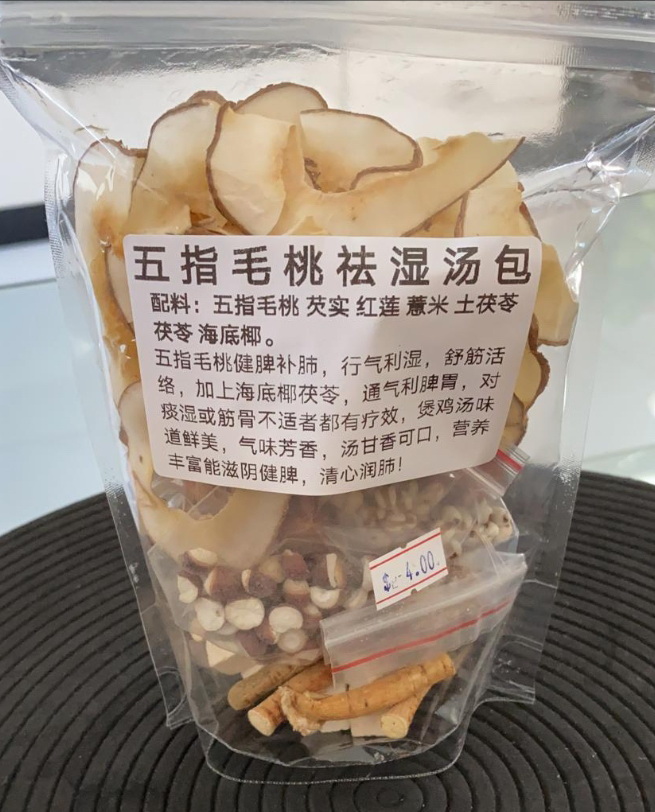 五指毛桃祛湿汤包
配料：五指毛桃 芡实 红莲 薏米 土茯苓
茯苓 海底椰。
五指毛桃健脾补肺，行气利湿，舒筋活
络，加上海底椰茯苓，通气利脾胃，对
痰湿或筋骨不适者都有疗效，煲鸡汤味
道鲜美，气味芳香，汤甘香可口，营养
丰富能滋阴健脾，清心润肺！
$ 4.00